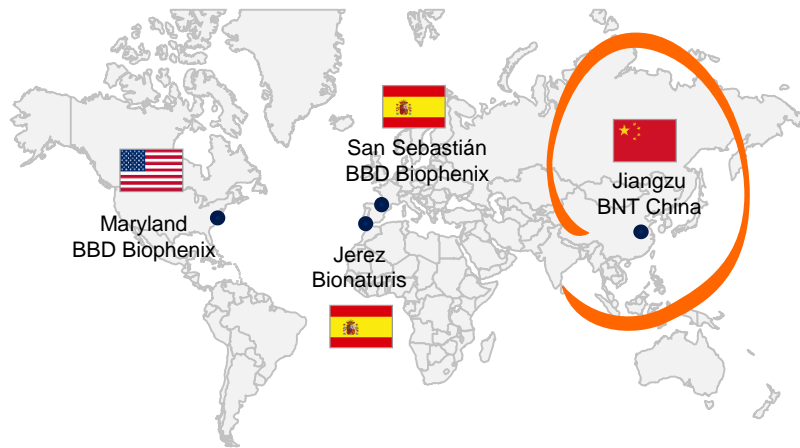 San Sebastián
BBD Biophenix
Jiangzu
BNT China
Maryland
BBD Biophenix
Jerez
Bionaturis